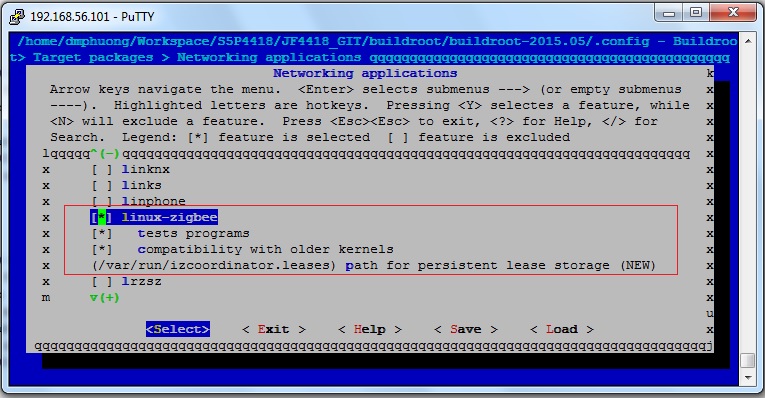 192.168.56.101 - PuTTY
/home/dmphuong/Workspace/S5P4418/JF4418_GIT/buildroot/buildroot-2015.05/.config - Buildroo
t> Target packages > Networking applications qqqqqqqqqqqqqqqqqqqqqqqqqqqqqqqqqqqqqqqqq
Networking applications k
Arrow keys navigate the menu. <Enter> selects submenus ---> (or empty submenus x
----). Highlighted letters are hotkeys. Pressing <Y> selectes a feature, while x
<N> will exclude a feature. Press <Esc><Esc> to exit, <?> for Help, </> for x
Search. Legend: [*] feature is selected [ ] feature is excluded x
lqqqqq^(-)qqqqqqqqqqqqqqqqqqqqqqqqqqqqqqqqqqqqqqqqqqqqqqqqqqqqqqqqqqqqqqqqqqqqqqq x
x [ ] linknx x
x [ ] links x
x [ ] linphone x
x [*] linux-zigbee x
x [*] tests programs x
x [*] compatibility with older kernels x
x (/var/run/izcoordinator.leases) path for persistent lease storage (NEW) x
x [ ] lrzsz x
m v(+) x
u
<Select> < Exit > < Help > < Save > < Load > x
qqqqqqqqqqqqqqqqqqqqqqqqqqqqqqqqqqqqqqqqqqqqqqqqqqqqqqqqqqqqqqqqqqqqqqqqqqqqqqqqqqqqj